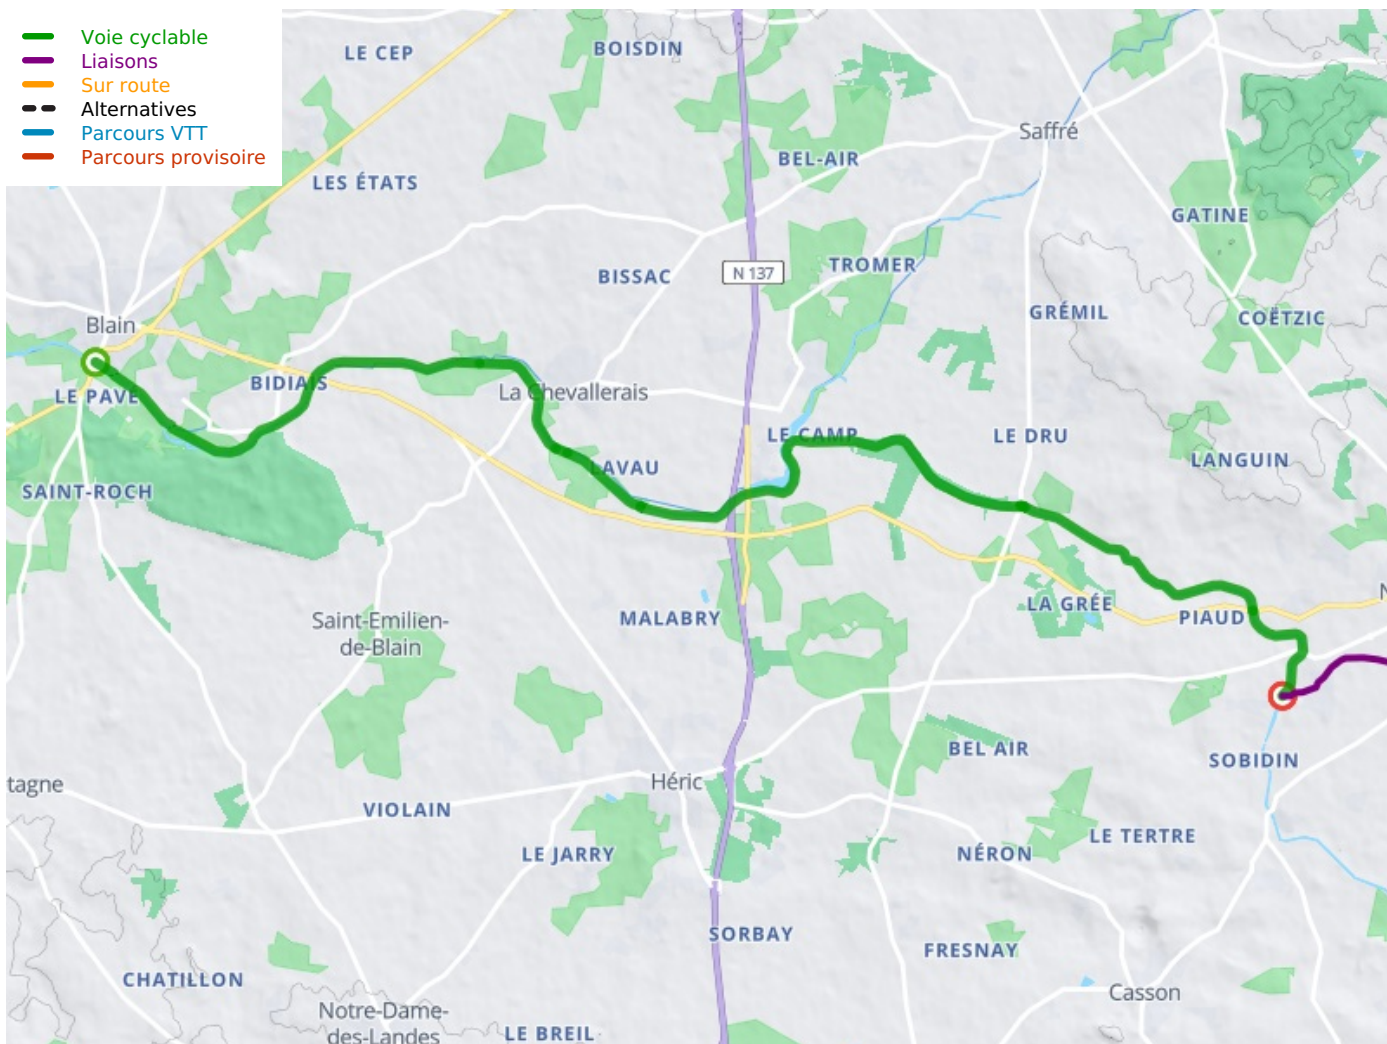 Voie cyclable
Liaisons
Sur route
Alternatives
Parcours VTT
Parcours provisoire
LE CEP
BOISDIN
Saffré
BEL-AIR
LES ÉTATS
GATINE
TROMER
N 137
BISSAC
GRÉMIL
COËTZIC
Blain
BIDIAIS
LE PAVÉ
La Chevallerais
LE CAMP
LE DRU
LANGUIN
LAVAU
SAINT-ROCH
LA GRÉE
MALABRY
PIAUD
Saint-Emilien-
de-Blain
BEL AIR
SOBIDIN
Héric
tagne
VIOLAIN
LE TERTRE
LE JARRY
NÉRON
SORBAY
FRESNAY
CHATILLON
Casson
Notre-Dame-
des-Landes
LE BREIL